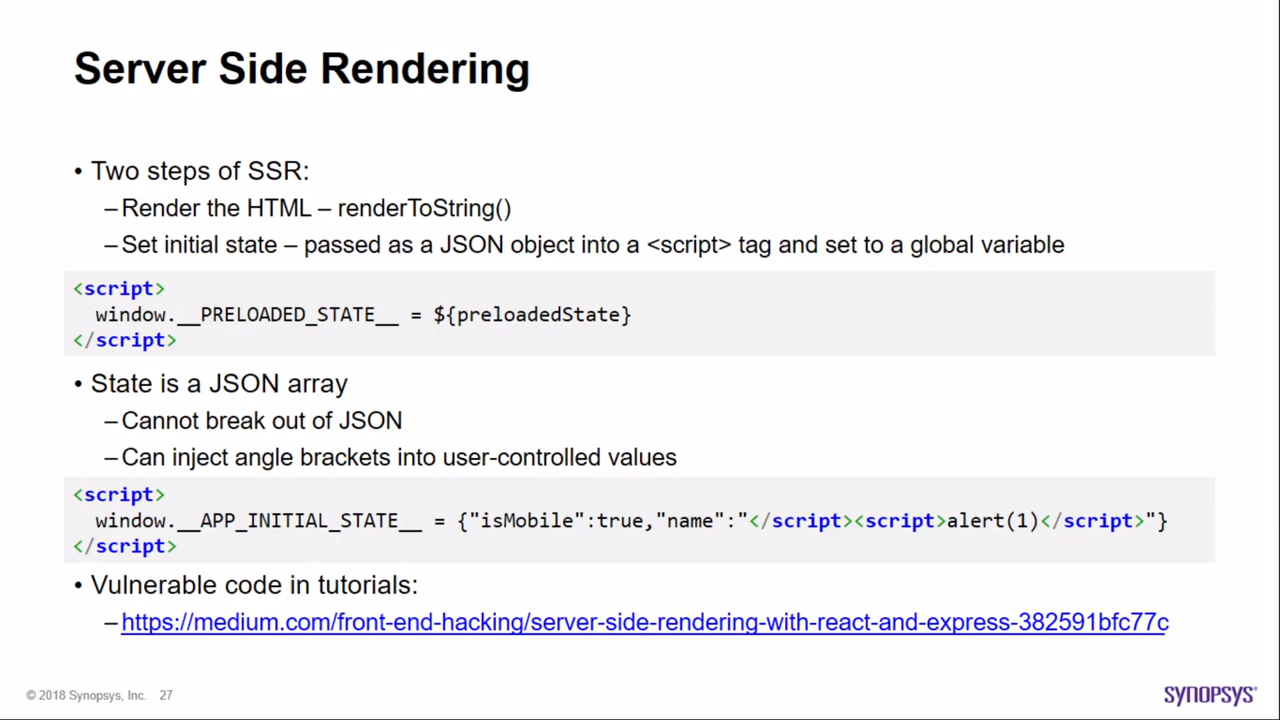 Server Side Rendering
• Two steps of SSR:
–Render the HTML – renderToString()
–Set initial state – passed as a JSON object into a <script> tag and set to a global variable
<script>
window.__PRELOADED_STATE__ = ${preloadedState}
</script>
• State is a JSON array
–Cannot break out of JSON
–Can inject angle brackets into user-controlled values
<script>
window.__APP_INITIAL_STATE__ = {"isMobile":true,"name":"</script><script>alert(1)</script>"}
</script>
• Vulnerable code in tutorials:
–https://medium.com/front-end-hacking/server-side-rendering-with-react-and-express-382591bfc77c
© 2018 Synopsys, Inc. 27
SYNOPSYS®